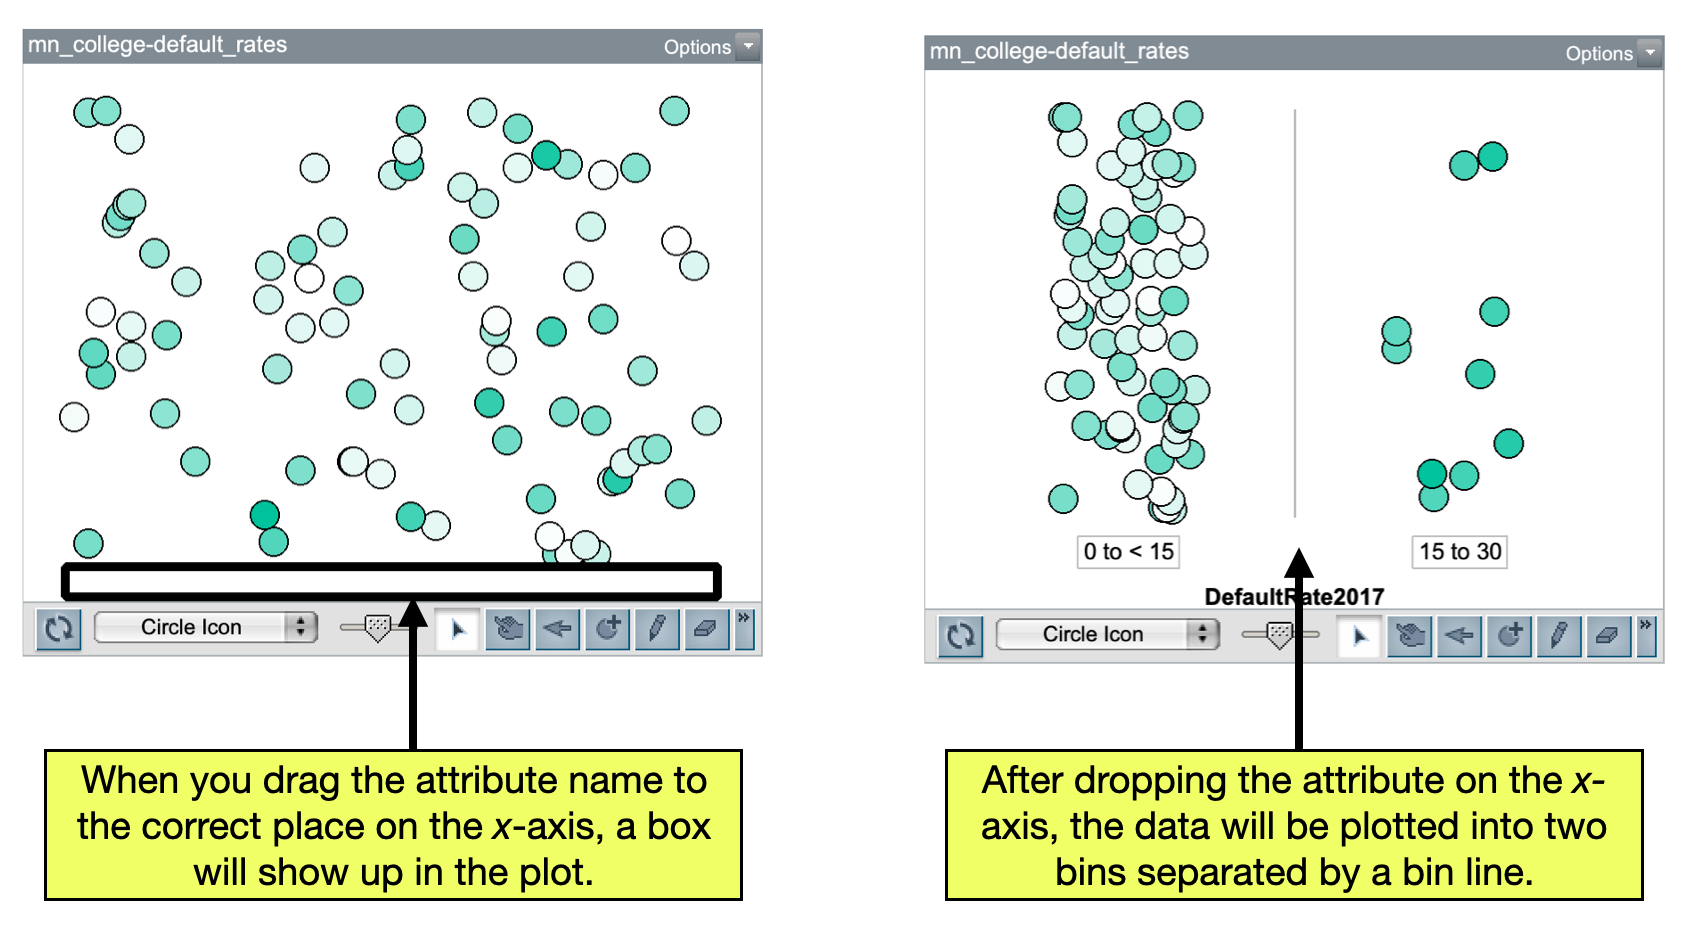 mn_college-default_rates
Options
Circle Icon
»
When you drag the attribute name to
the correct place on the x-axis, a box
will show up in the plot.
mn_college-default_rates
Options
0 to < 15
15 to 30
DefaultRate2017
Circle Icon
»
After dropping the attribute on the x-
axis, the data will be plotted into two
bins separated by a bin line.